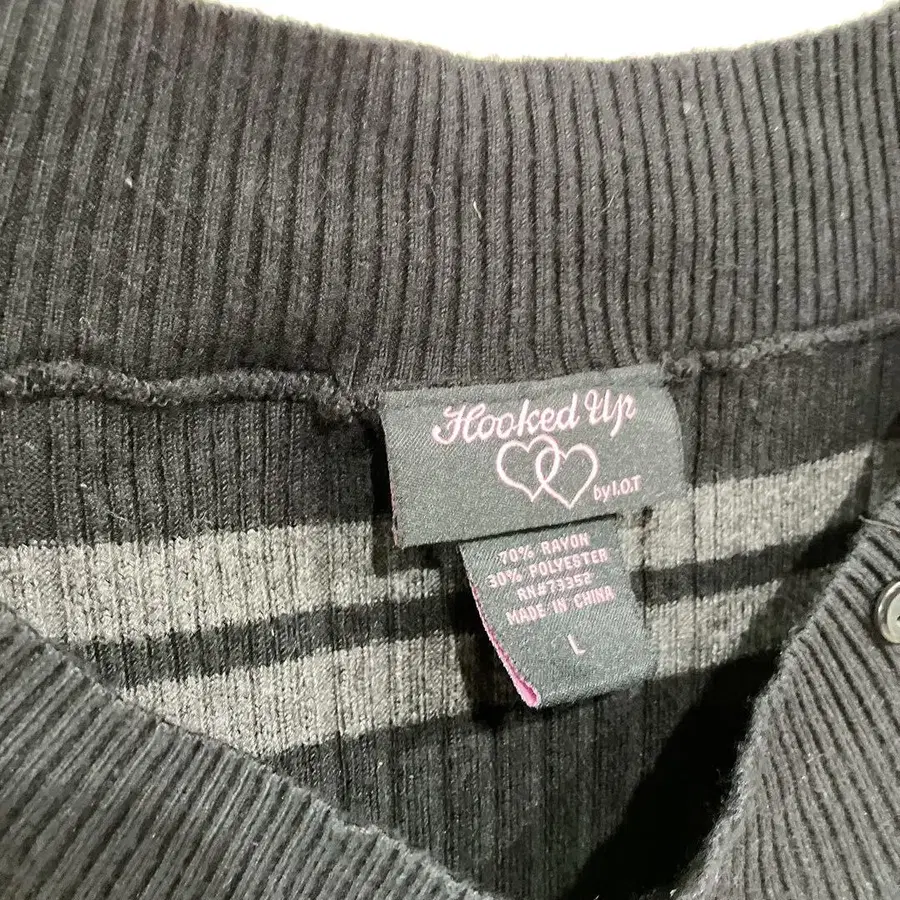 Hooked Up
by I.O.T
70% RAYON
30% POLYESTER
RN#73352
MADE IN CHINA
L